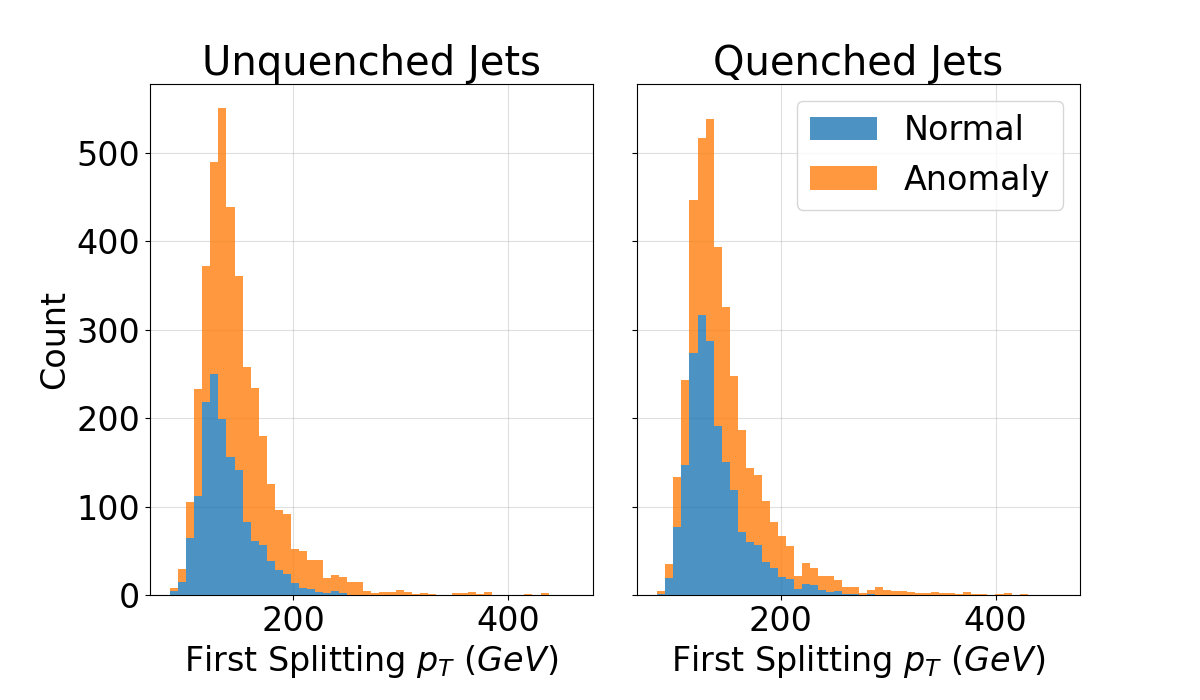 Unquenched Jets
Quenched Jets
Normal
Anomaly
Count
500
400
300
200
100
0
200
400
200
400
First Splitting p_T (GeV)
First Splitting p_T (GeV)